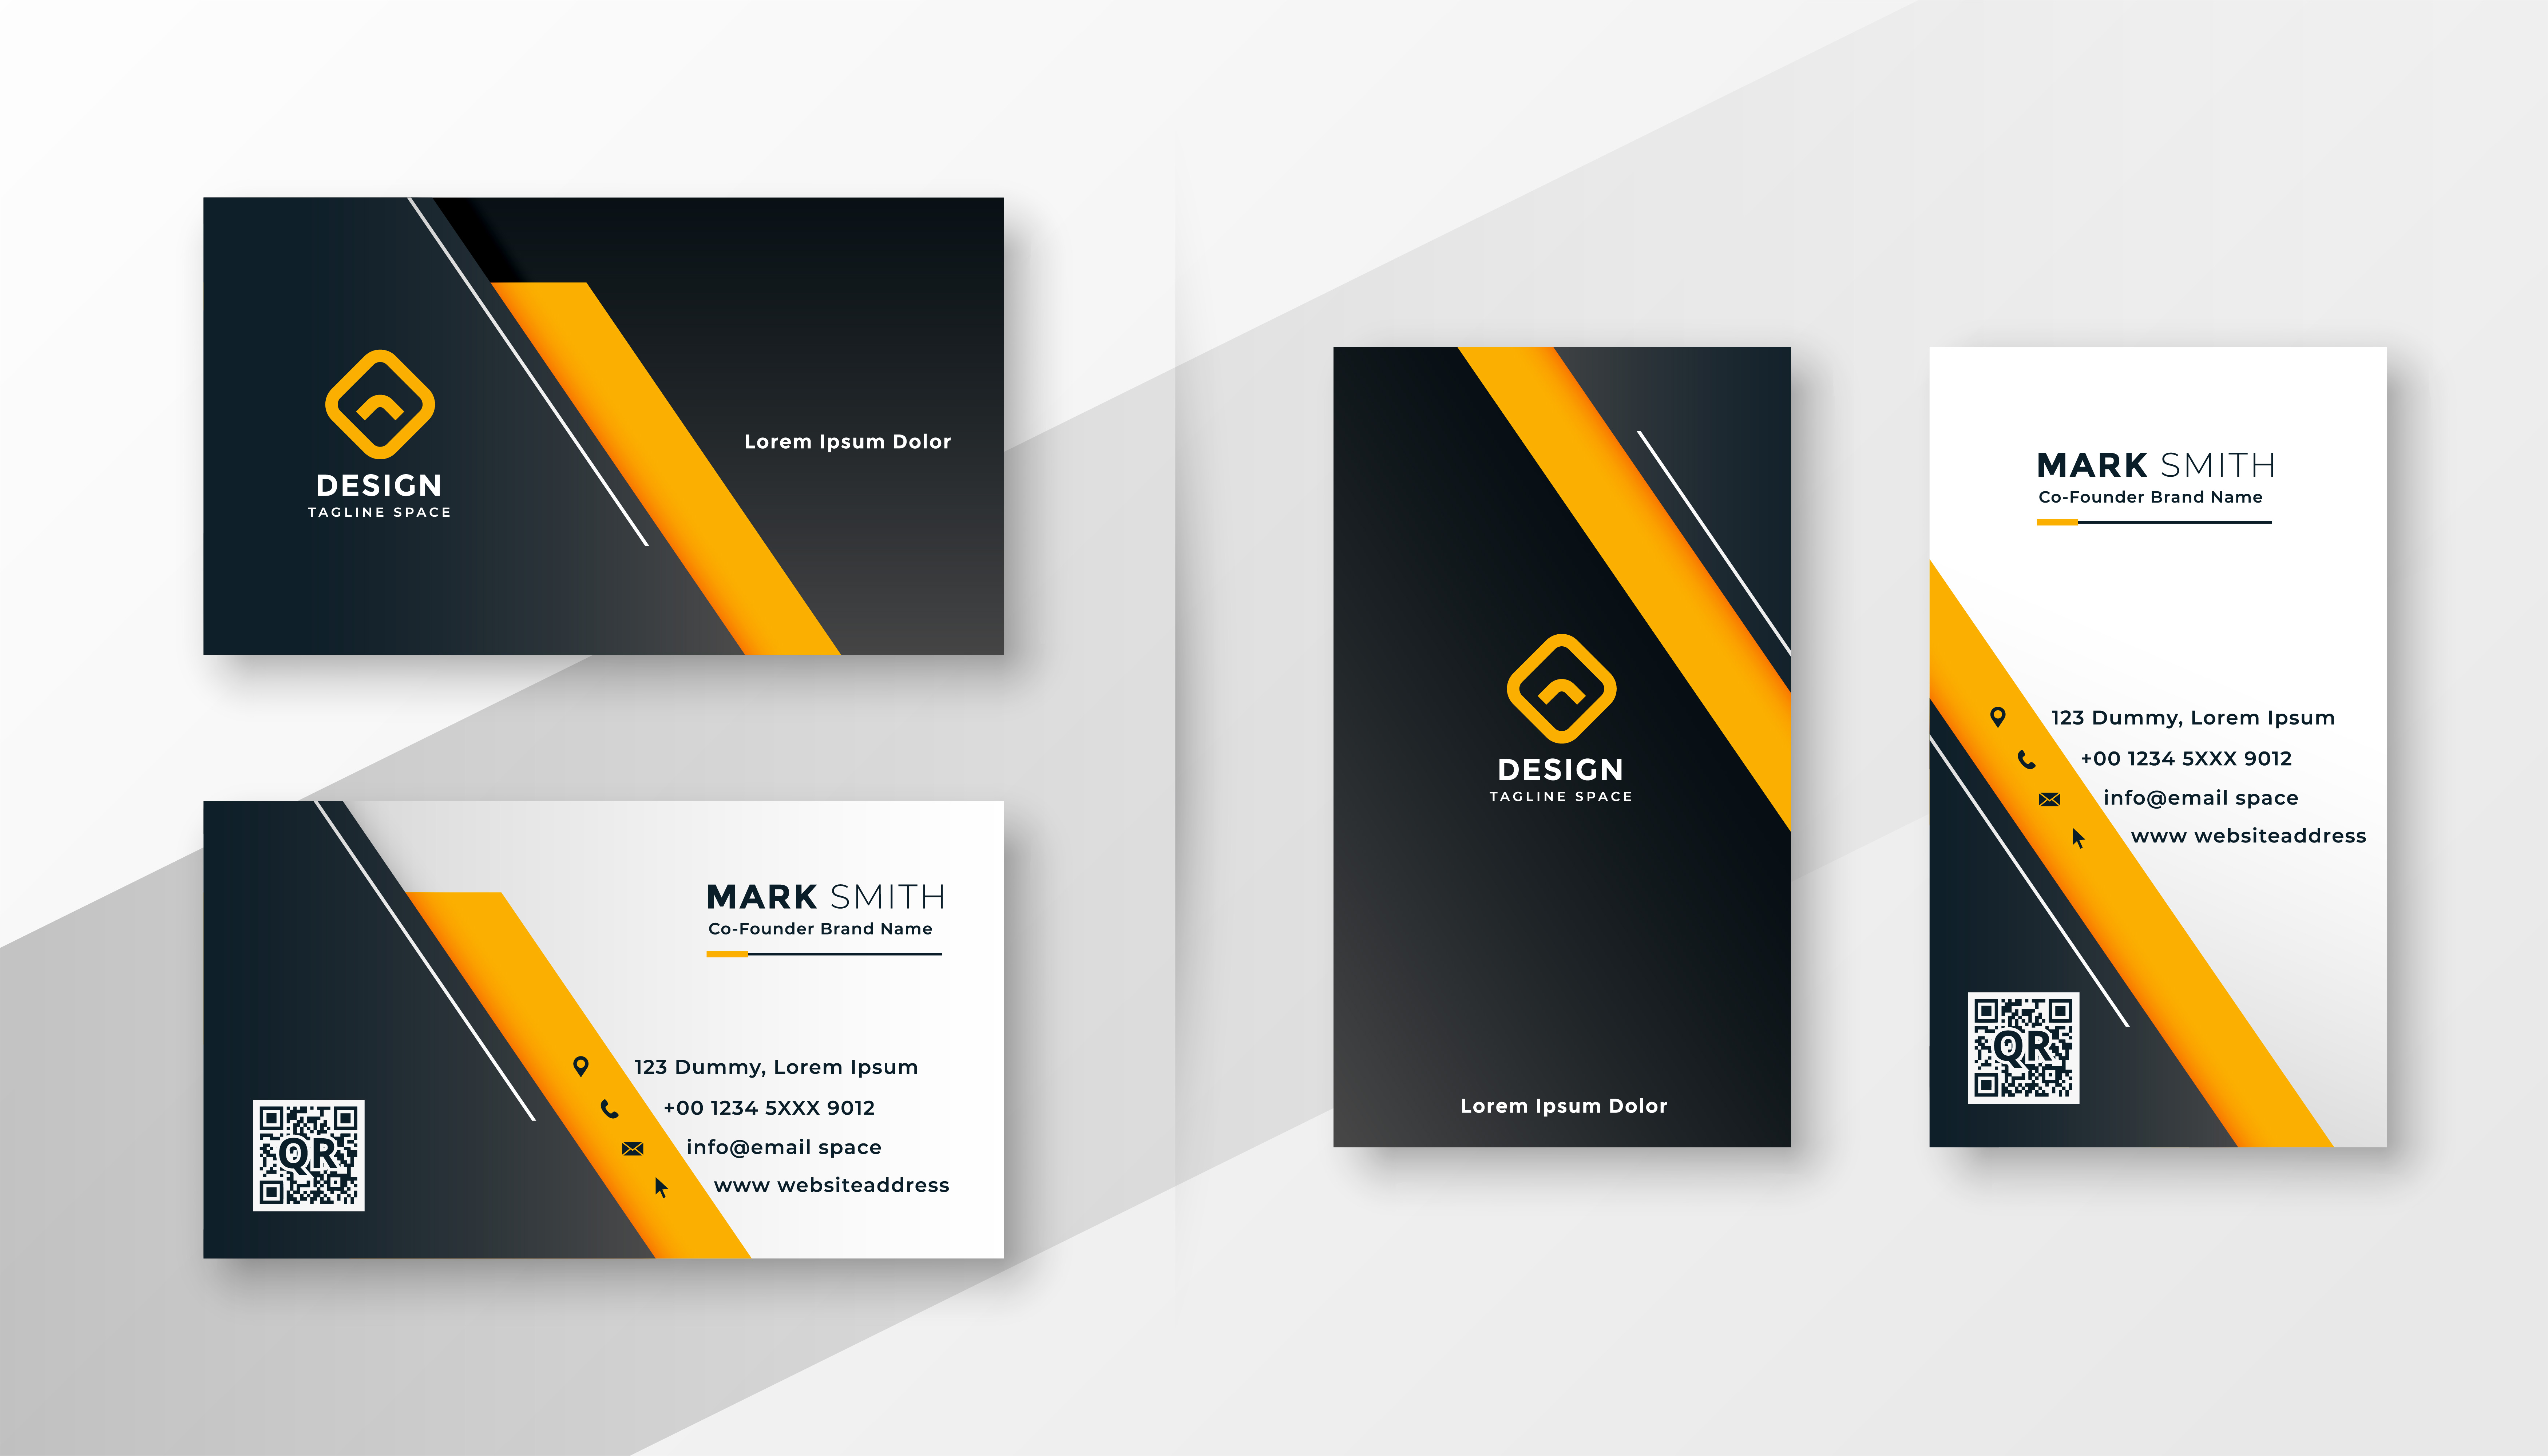 DESIGN
TAGLINE SPACE
Lorem Ipsum Dolor
MARK SMITH
Co-Founder Brand Name
123 Dummy, Lorem Ipsum
+00 1234 5XXX 9012
info@email space
www websiteaddress
QR
DESIGN
TAGLINE SPACE
Lorem Ipsum Dolor
MARK SMITH
Co-Founder Brand Name
123 Dummy, Lorem Ipsum
+00 1234 5XXX 9012
info@email space
www websiteaddress
QR